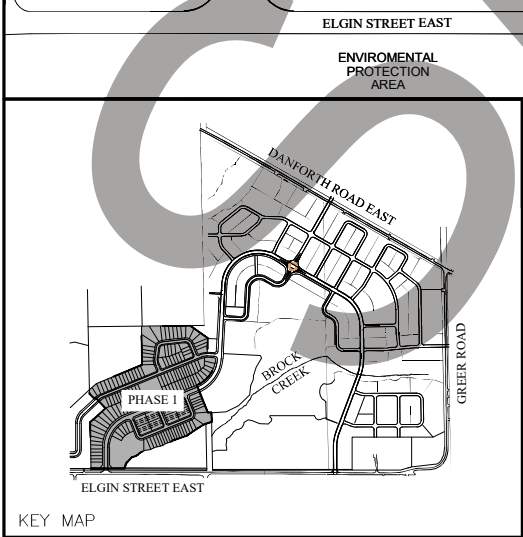 ELGIN STREET EAST
ENVIROMENTAL
PROTECTION
AREA
DANFORTH ROAD EAST
GREER ROAD
BROCK
CREEK
PHASE 1
ELGIN STREET EAST
KEY MAP